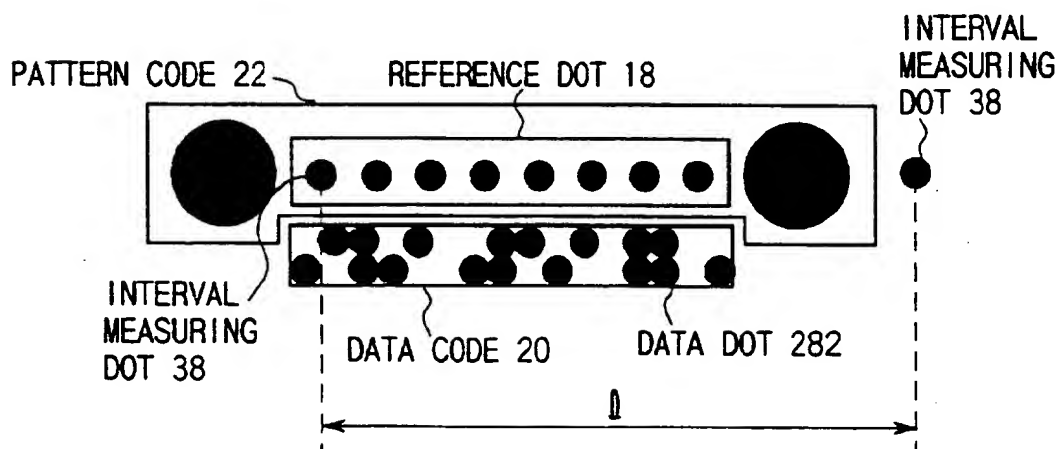 INTERVAL
MEASURING
DOT 38
PATTERN CODE 22
REFERENCE DOT 18
INTERVAL
MEASURING
DOT 38
DATA CODE 20
DATA DOT 282